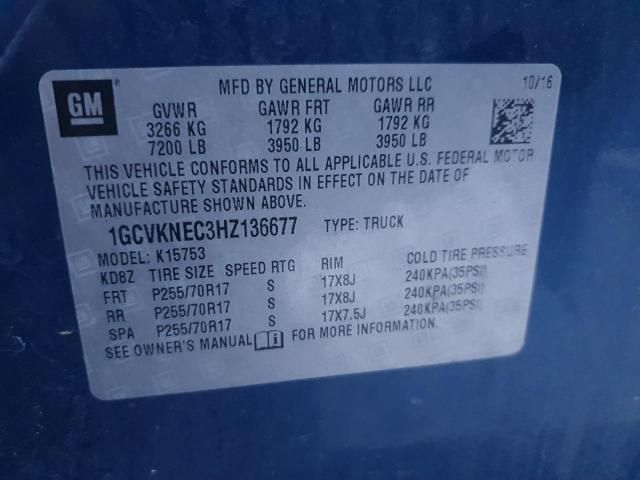 GM
MFD BY GENERAL MOTORS LLC 10/16
GVWR GAWR FRT GAWR RR
3266 KG 1792 KG 1792 KG
7200 LB 3950 LB 3950 LB
THIS VEHICLE CONFORMS TO ALL APPLICABLE U.S. FEDERAL MOTOR
VEHICLE SAFETY STANDARDS IN EFFECT ON THE DATE OF
MANUFACTURE SHOWN ABOVE.
1GCVKNEC3HZ136677 TYPE: TRUCK
MODEL: K15753
KD8Z TIRE SIZE SPEED RTG RIM COLD TIRE PRESSURE
FRT P255/70R17 S 17X8J 240KPA(35PSI)
RR P255/70R17 S 17X8J 240KPA(35PSI)
SPA P255/70R17 S 17X7.5J 240KPA(35PSI)
SEE OWNER'S MANUAL FOR MORE INFORMATION.